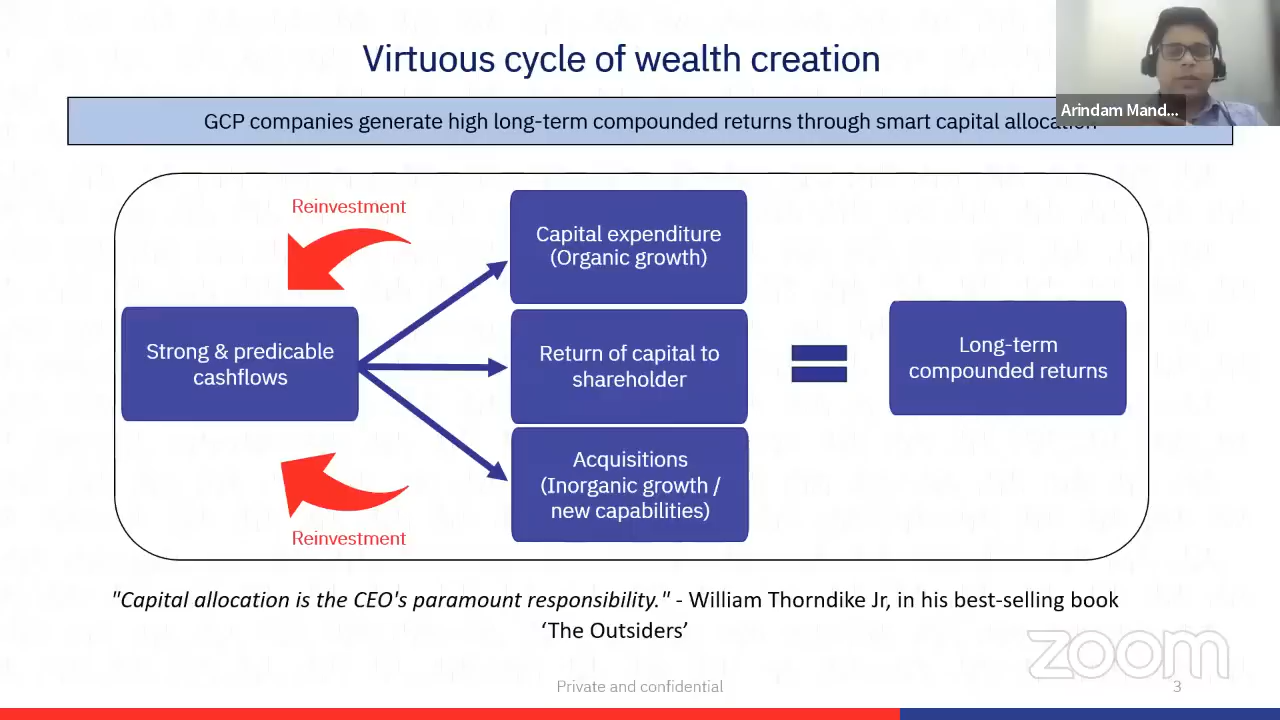 Virtuous cycle of wealth creation
Arindam Mand...
GCP companies generate high long-term compounded returns through smart capital allocation
Reinvestment
Capital expenditure
(Organic growth)
Strong & predicable
cashflows
Return of capital to
shareholder
Long-term
compounded returns
Acquisitions
(Inorganic growth /
new capabilities)
Reinvestment
"Capital allocation is the CEO's paramount responsibility." - William Thorndike Jr, in his best-selling book
‘The Outsiders’
zoom
Private and confidential
3